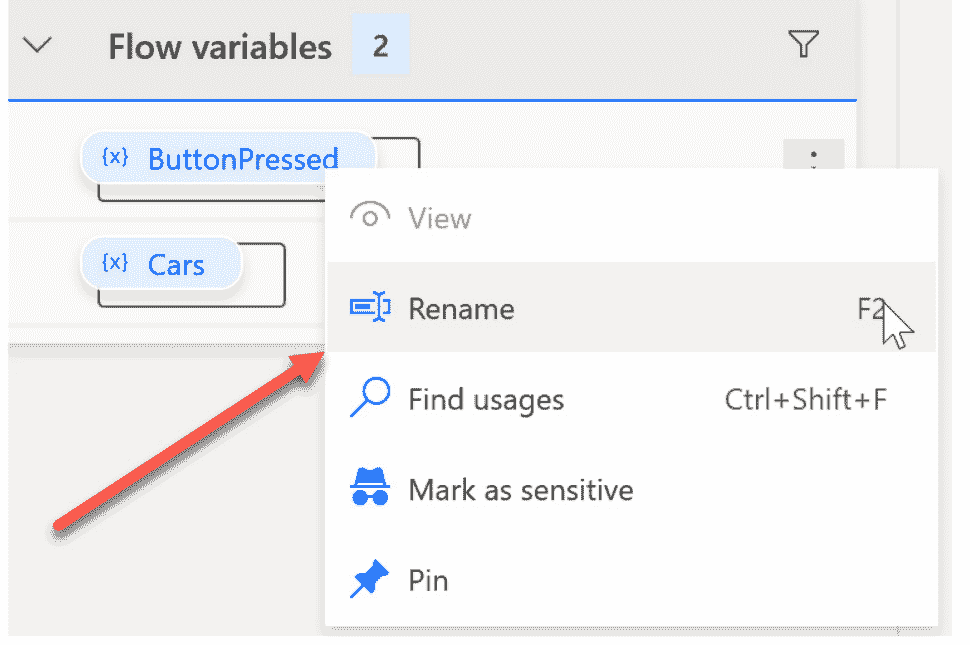 Flow variables 2
{x} ButtonPressed
View
{x} Cars
Rename F2
Find usages Ctrl+Shift+F
Mark as sensitive
Pin